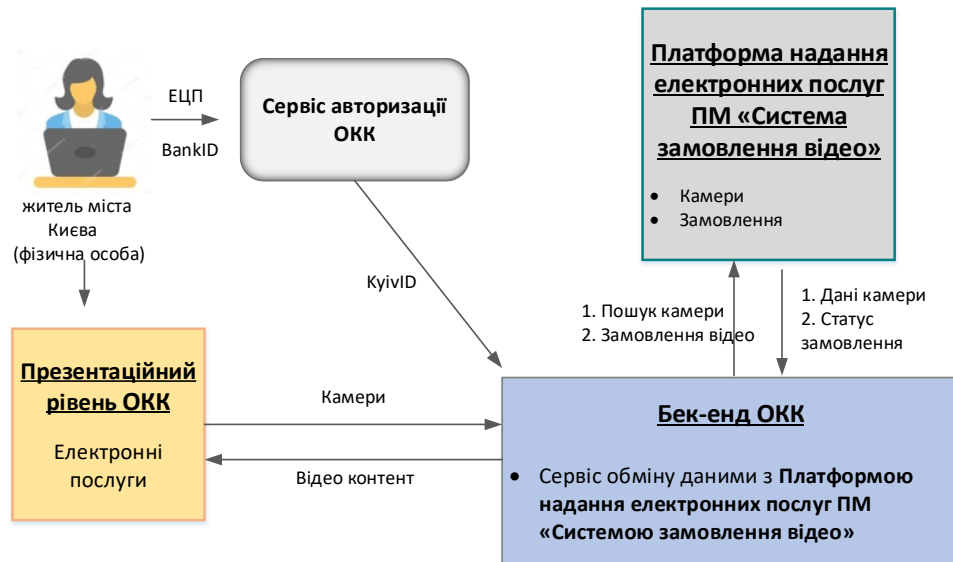 ЕЦП
BankID
житель міста
Києва
(фізична особа)
Сервіс авторизації
ОКК
Платформа надання
електронних послуг
ПМ «Система
замовлення відео»
• Камери
• Замовлення
KyivID
1. Пошук камери
2. Замовлення відео
1. Дані камери
2. Статус
замовлення
Презентаційний
рівень ОКК
Електронні
послуги
Камери
Відео контент
Бек-енд ОКК
• Сервіс обміну даними з Платформою
надання електронних послуг ПМ
«Системою замовлення відео»